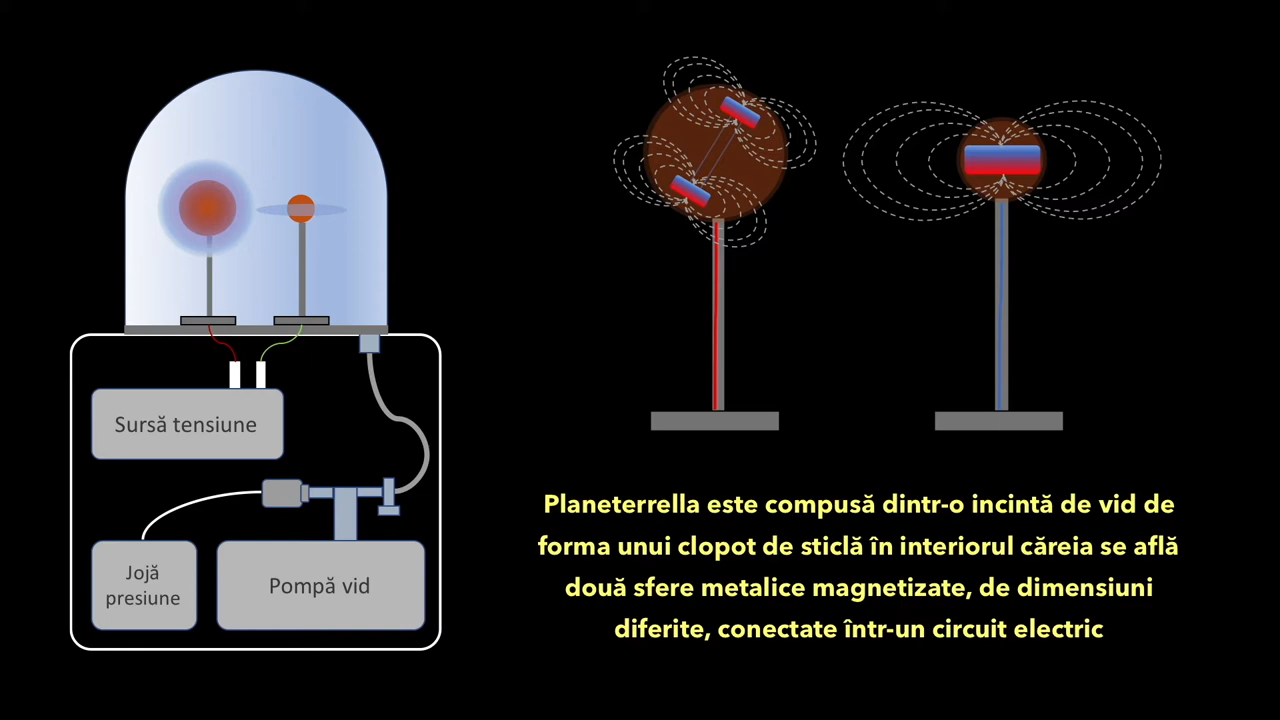 Sursă tensiune
Jojă
presiune
Pompă vid
Planeterrella este compusă dintr-o incintă de vid de
forma unui clopot de sticlă în interiorul căreia se află
două sfere metalice magnetizate, de dimensiuni
diferite, conectate într-un circuit electric